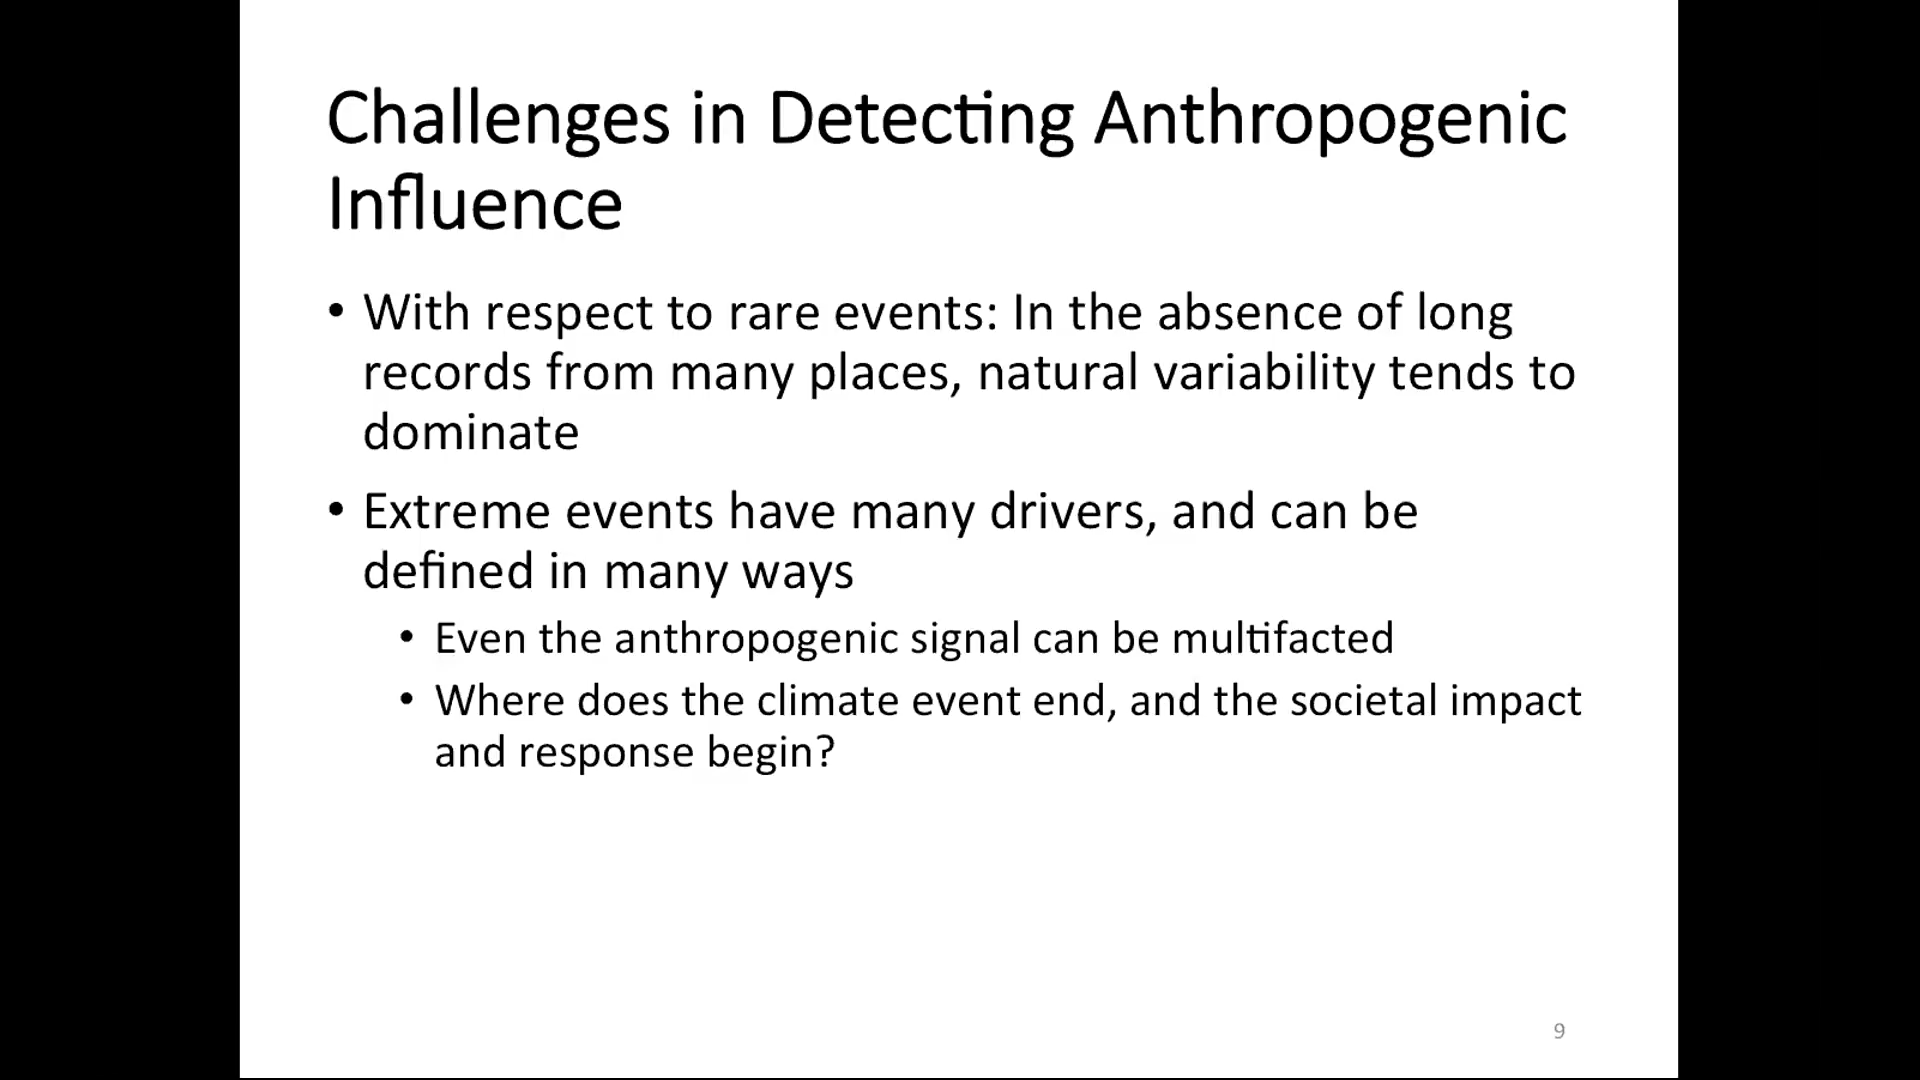 Challenges in Detecting Anthropogenic
Influence
• With respect to rare events: In the absence of long
records from many places, natural variability tends to
dominate
• Extreme events have many drivers, and can be
defined in many ways
• Even the anthropogenic signal can be multifacted
• Where does the climate event end, and the societal impact
and response begin?
9